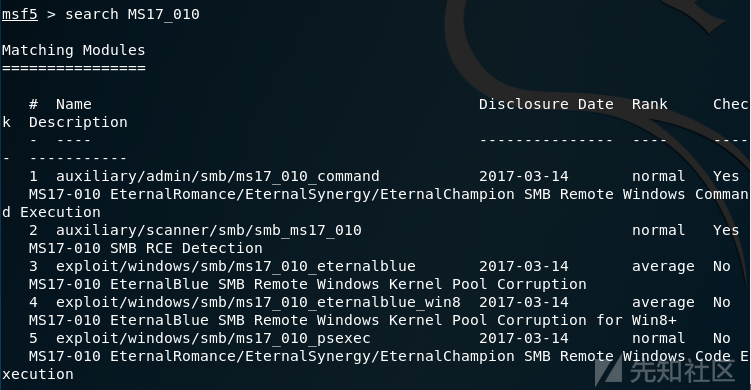 msf5 > search MS17_010
Matching Modules
================
#  Name                                      Disclosure Date  Rank     Chec
k  Description
-  ----                                      ---------------  ----     ----
-  -----------
1  auxiliary/admin/smb/ms17_010_command      2017-03-14       normal   Yes
MS17-010 EternalRomance/EternalSynergy/EternalChampion SMB Remote Windows Comman
d Execution
2  auxiliary/scanner/smb/smb_ms17_010                         normal   Yes
MS17-010 SMB RCE Detection
3  exploit/windows/smb/ms17_010_eternalblue  2017-03-14       average  No
MS17-010 EternalBlue SMB Remote Windows Kernel Pool Corruption
4  exploit/windows/smb/ms17_010_eternalblue_win8  2017-03-14  average  No
MS17-010 EternalBlue SMB Remote Windows Kernel Pool Corruption for Win8+
5  exploit/windows/smb/ms17_010_psexec       2017-03-14       normal   No
MS17-010 EternalRomance/EternalSynergy/EternalChampion SMB Remote Windows Code E
xecution
先知社区